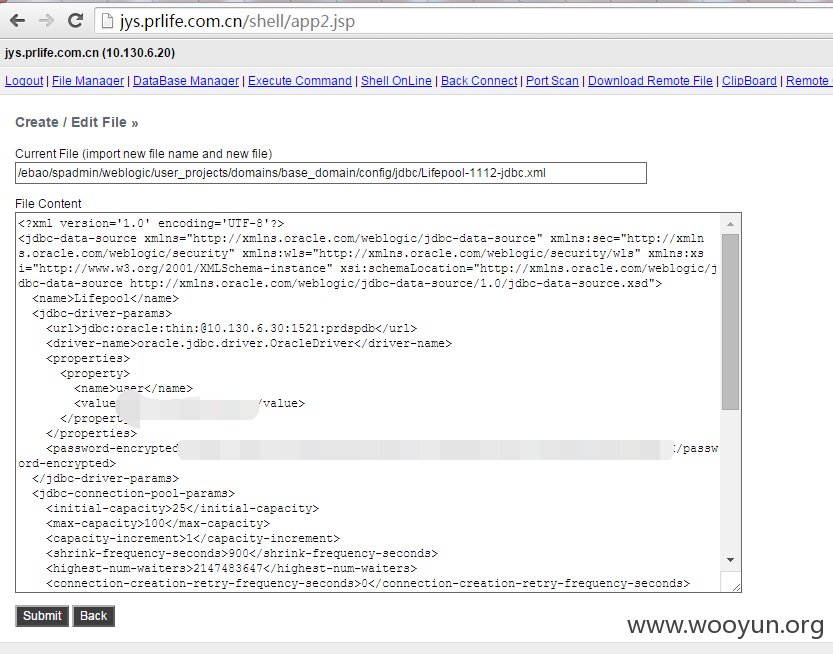 jys.prlife.com.cn/shell/app2.jsp
jys.prlife.com.cn (10.130.6.20)
Logout | File Manager | DataBase Manager | Execute Command | Shell OnLine | Back Connect | Port Scan | Download Remote File | ClipBoard | Remote
Create / Edit File »
Current File (import new file name and new file)
/ebao/spadmin/weblogic/user_projects/domains/base_domain/config/jdbc/Lifepool-1112-jdbc.xml
File Content
<?xml version='1.0' encoding='UTF-8'?>
<jdbc-data-source xmlns="http://xmlns.oracle.com/weblogic/jdbc-data-source" xmlns:sec="http://xmln
s.oracle.com/weblogic/security" xmlns:wls="http://xmlns.oracle.com/weblogic/security/wls" xmlns:xs
i="http://www.w3.org/2001/XMLSchema-instance" xsi:schemaLocation="http://xmlns.oracle.com/weblogic/j
dbc-data-source http://xmlns.oracle.com/weblogic/jdbc-data-source/1.0/jdbc-data-source.xsd">
<name>Lifepool</name>
<jdbc-driver-params>
<url>jdbc:oracle:thin:@10.130.6.30:1521:prdspdb</url>
<driver-name>oracle.jdbc.driver.OracleDriver</driver-name>
<properties>
<property>
<name>user</name>
<value /value>
</property
</properties>
<password-encrypted </passw
ord-encrypted>
</jdbc-driver-params>
<jdbc-connection-pool-params>
<initial-capacity>25</initial-capacity>
<max-capacity>100</max-capacity>
<capacity-increment>1</capacity-increment>
<shrink-frequency-seconds>900</shrink-frequency-seconds>
<highest-num-waiters>2147483647</highest-num-waiters>
<connection-creation-retry-frequency-seconds>0</connection-creation-retry-frequency-seconds>
Submit Back
www.wooyun.org